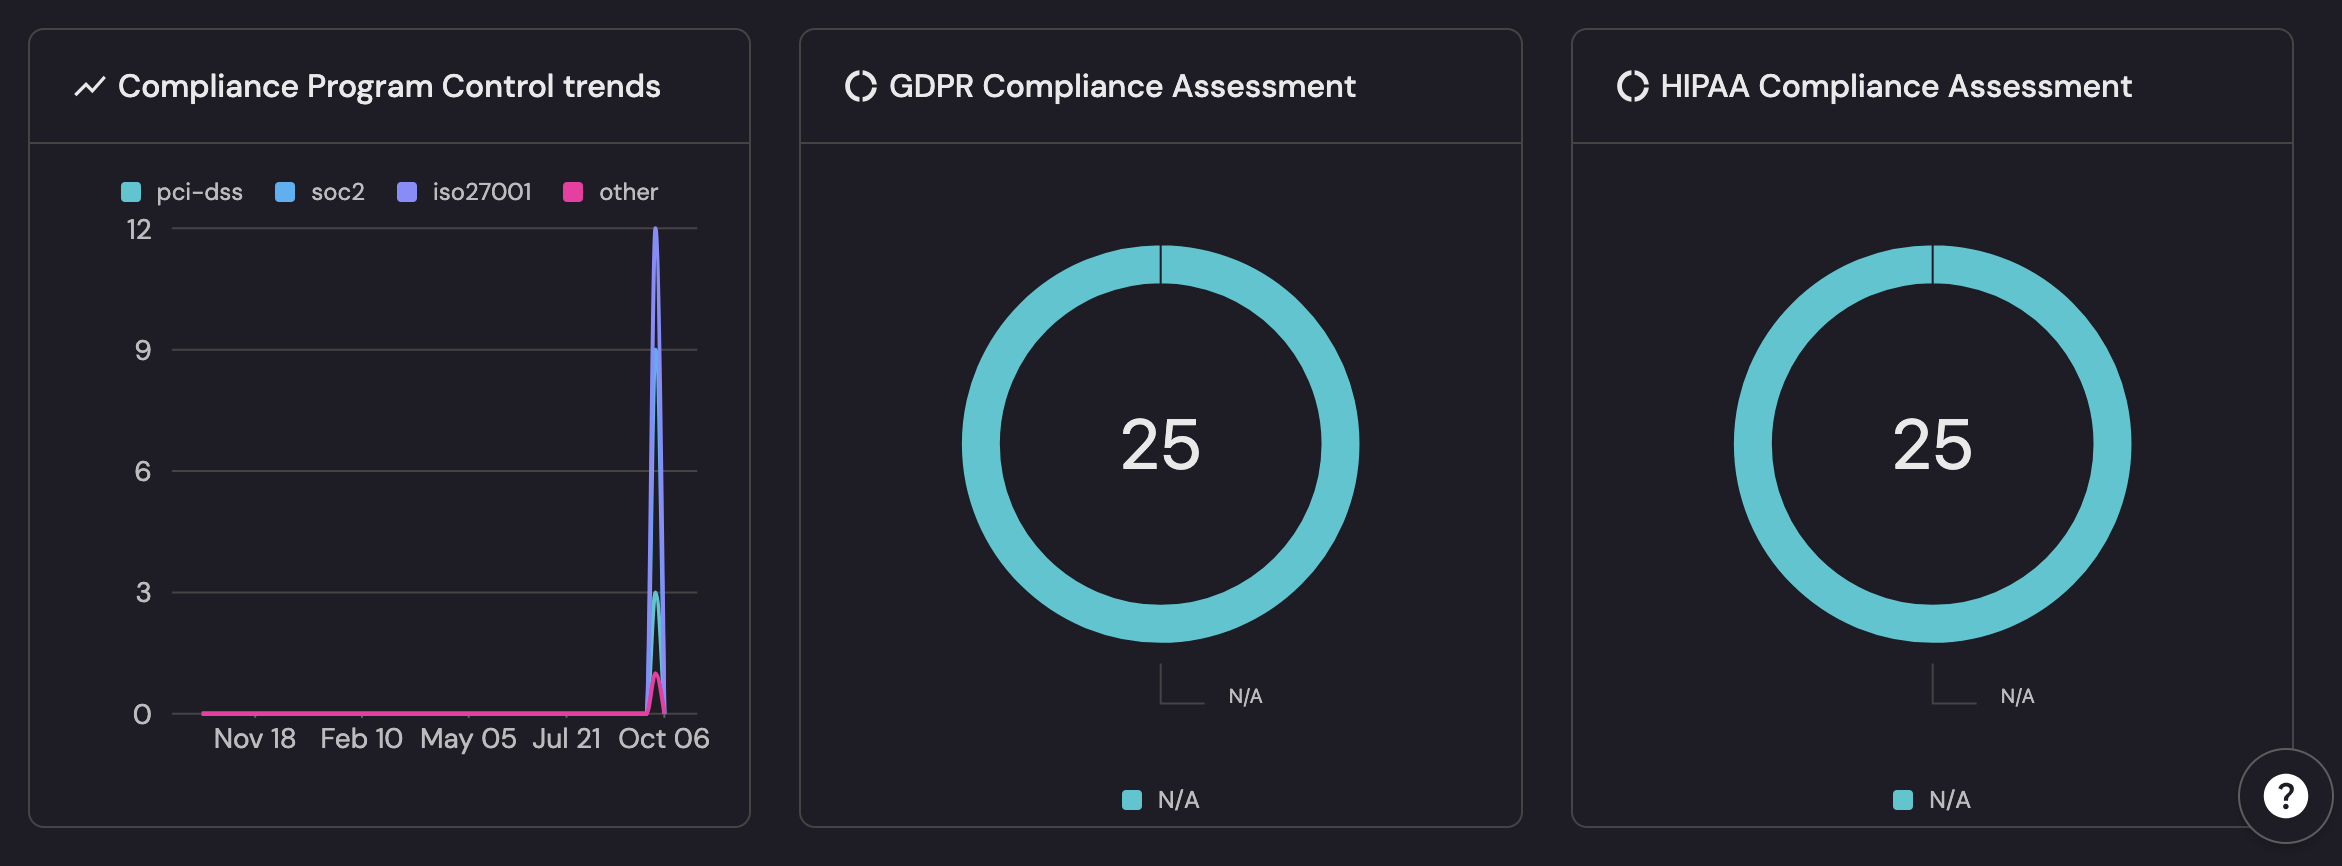 Compliance Program Control trends
pci-dss soc2 iso27001 other
12
9
6
3
0
Nov 18 Feb 10 May 05 Jul 21 Oct 06
GDPR Compliance Assessment
25
N/A
N/A
HIPAA Compliance Assessment
25
N/A
N/A
?